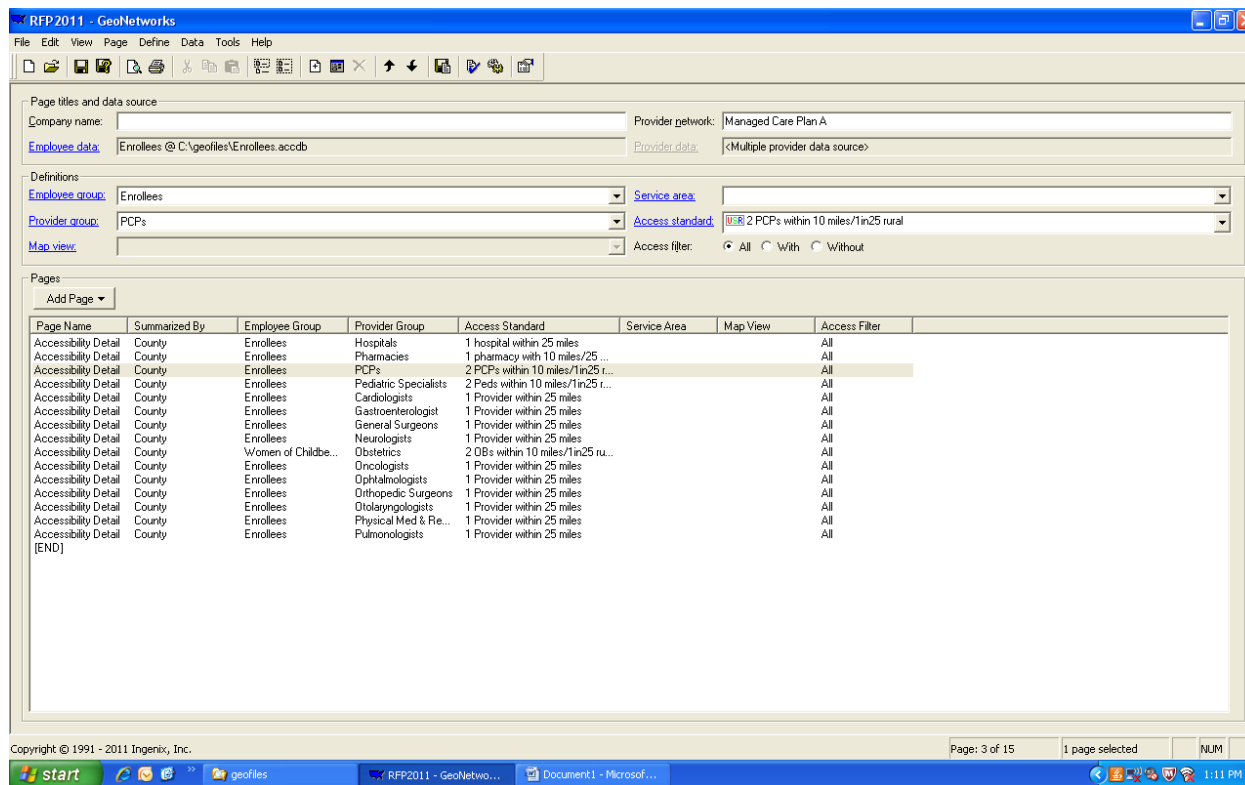 RFP2011 - GeoNetworks
File Edit View Page Define Data Tools Help
Page titles and data source
Company name: Provider network: Managed Care Plan A
Employee data: Enrollees @ C:\geofiles\Enrollees.accdb Provider data: <Multiple provider data source>
Definitions
Employee group: Enrollees Service area:
Provider group: PCPs Access standard: USR 2 PCPs within 10 miles/1in25 rural
Map view: Access filter: All With Without
Pages
Add Page
Page Name Summarized By Employee Group Provider Group Access Standard Service Area Map View Access Filter
Accessibility Detail County Enrollees Hospitals 1 hospital within 25 miles All
Accessibility Detail County Enrollees Pharmacies 1 pharmacy with 10 miles/25 ... All
Accessibility Detail County Enrollees PCPs 2 PCPs within 10 miles/1in25 r... All
Accessibility Detail County Enrollees Pediatric Specialists 2 Peds within 10 miles/1in25 r... All
Accessibility Detail County Enrollees Cardiologists 1 Provider within 25 miles All
Accessibility Detail County Enrollees Gastroenterologist 1 Provider within 25 miles All
Accessibility Detail County Enrollees General Surgeons 1 Provider within 25 miles All
Accessibility Detail County Enrollees Neurologists 1 Provider within 25 miles All
Accessibility Detail County Women of Childbe... Obstetrics 2 OBs within 10 miles/1in25 ru... All
Accessibility Detail County Enrollees Oncologists 1 Provider within 25 miles All
Accessibility Detail County Enrollees Ophtalmologists 1 Provider within 25 miles All
Accessibility Detail County Enrollees Orthopedic Surgeons 1 Provider within 25 miles All
Accessibility Detail County Enrollees Otolaryngologists 1 Provider within 25 miles All
Accessibility Detail County Enrollees Physical Med & Re... 1 Provider within 25 miles All
Accessibility Detail County Enrollees Pulmonologists 1 Provider within 25 miles All
[END]
Copyright © 1991 - 2011 Ingenix, Inc. Page: 3 of 15 1 page selected NUM
start geofiles RFP2011 - GeoNetwo... Document1 - Microsof... 1:11 PM